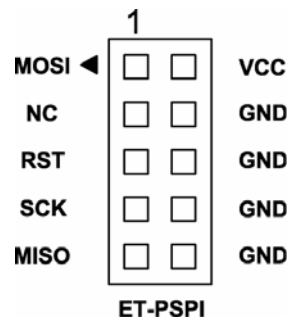 1
MOSI VCC
NC GND
RST GND
SCK GND
MISO GND
ET-PSPI